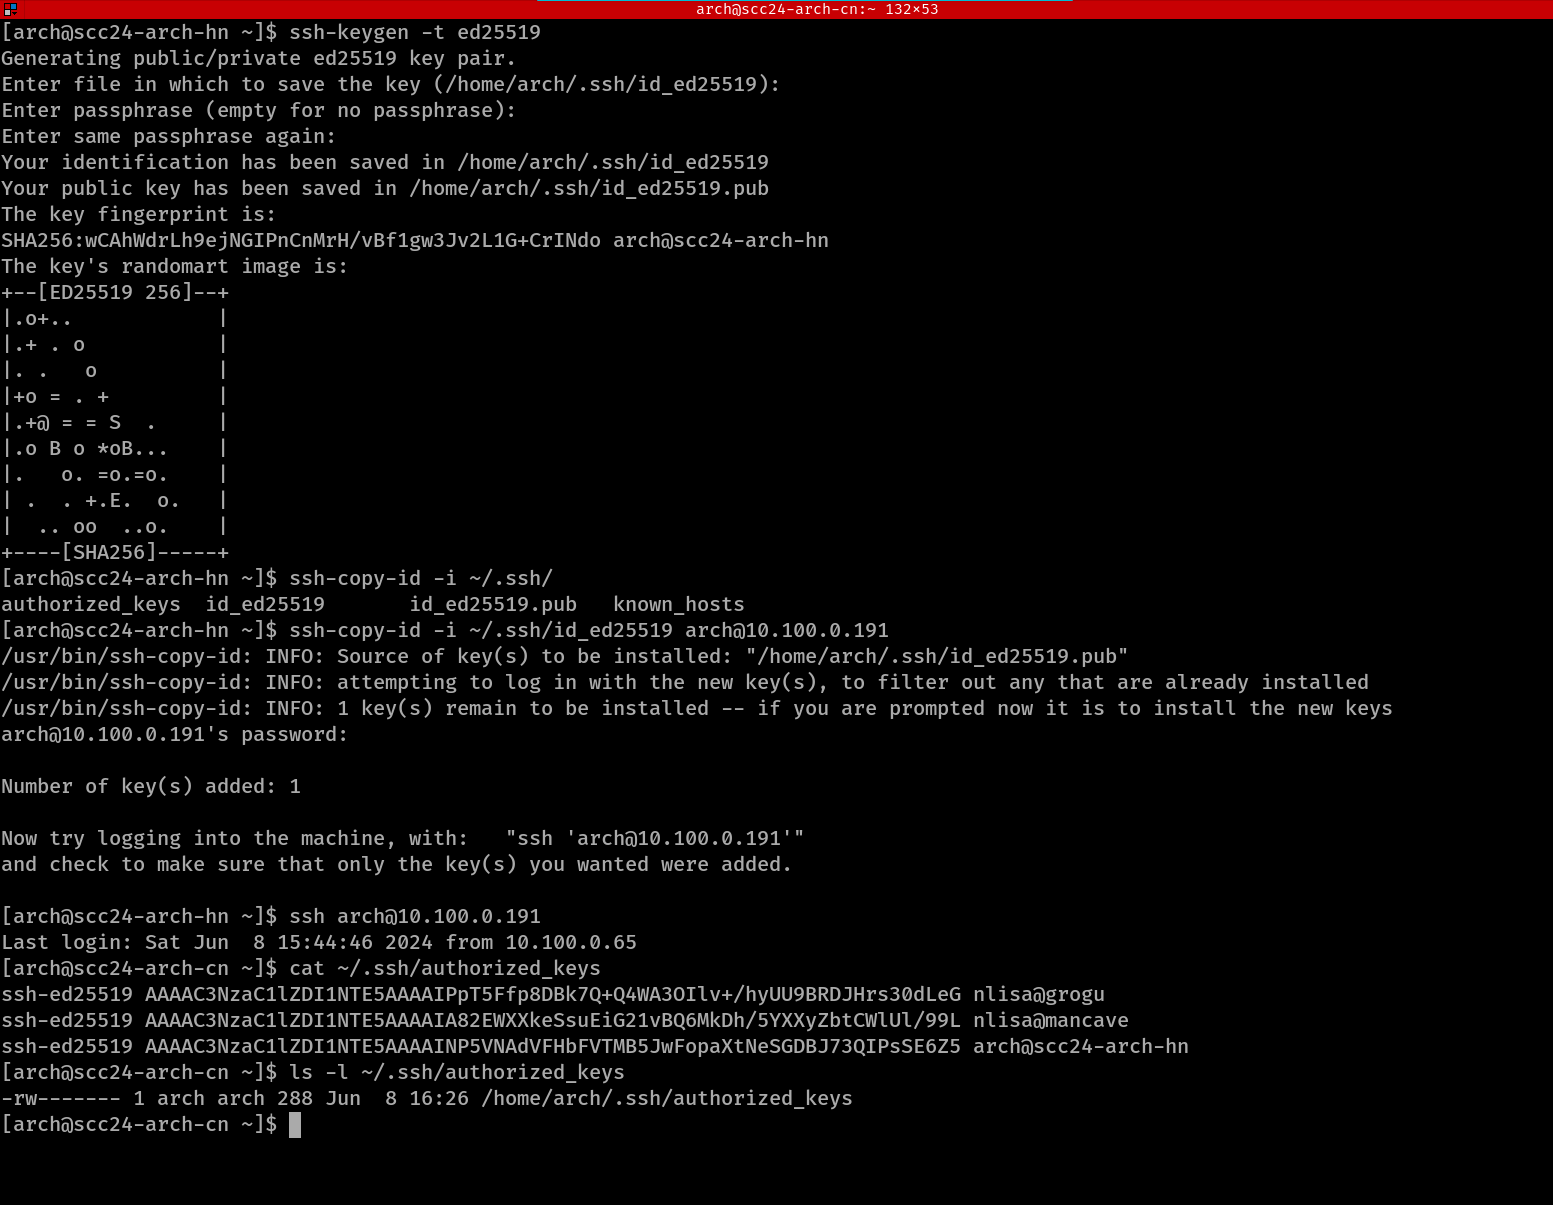 arch@scc24-arch-cn:~ 132×53
[arch@scc24-arch-hn ~]$ ssh-keygen -t ed25519
Generating public/private ed25519 key pair.
Enter file in which to save the key (/home/arch/.ssh/id_ed25519):
Enter passphrase (empty for no passphrase):
Enter same passphrase again:
Your identification has been saved in /home/arch/.ssh/id_ed25519
Your public key has been saved in /home/arch/.ssh/id_ed25519.pub
The key fingerprint is:
SHA256:wCAhWdrLh9ejNGIPnCnMrH/vBf1gw3Jv2L1G+CrINdo arch@scc24-arch-hn
The key's randomart image is:
+--[ED25519 256]--+
|.o+..            |
|.+ . o           |
|. .   o          |
|+o = . +         |
|.+@ = = S  .     |
|.o B o *oB...    |
|.   o. =o.=o.    |
| .  . +.E.  o.   |
|  .. oo  ..o.    |
+----[SHA256]-----+
[arch@scc24-arch-hn ~]$ ssh-copy-id -i ~/.ssh/
authorized_keys  id_ed25519       id_ed25519.pub   known_hosts
[arch@scc24-arch-hn ~]$ ssh-copy-id -i ~/.ssh/id_ed25519 arch@10.100.0.191
/usr/bin/ssh-copy-id: INFO: Source of key(s) to be installed: "/home/arch/.ssh/id_ed25519.pub"
/usr/bin/ssh-copy-id: INFO: attempting to log in with the new key(s), to filter out any that are already installed
/usr/bin/ssh-copy-id: INFO: 1 key(s) remain to be installed -- if you are prompted now it is to install the new keys
arch@10.100.0.191's password:
Number of key(s) added: 1
Now try logging into the machine, with:   "ssh 'arch@10.100.0.191'"
and check to make sure that only the key(s) you wanted were added.
[arch@scc24-arch-hn ~]$ ssh arch@10.100.0.191
Last login: Sat Jun  8 15:44:46 2024 from 10.100.0.65
[arch@scc24-arch-cn ~]$ cat ~/.ssh/authorized_keys
ssh-ed25519 AAAAC3NzaC1lZDI1NTE5AAAAIPpT5Ffp8DBk7Q+Q4WA3OIlv+/hyUU9BRDJHrs30dLeG nlisa@grogu
ssh-ed25519 AAAAC3NzaC1lZDI1NTE5AAAAIA82EWXXkeSsuEiG21vBQ6MkDh/5YXXyZbtCWlUl/99L nlisa@mancave
ssh-ed25519 AAAAC3NzaC1lZDI1NTE5AAAAINP5VNAdVFHbFVTMB5JwFopaXtNeSGDBJ73QIPsSE6Z5 arch@scc24-arch-hn
[arch@scc24-arch-cn ~]$ ls -l ~/.ssh/authorized_keys
-rw------- 1 arch arch 288 Jun  8 16:26 /home/arch/.ssh/authorized_keys
[arch@scc24-arch-cn ~]$